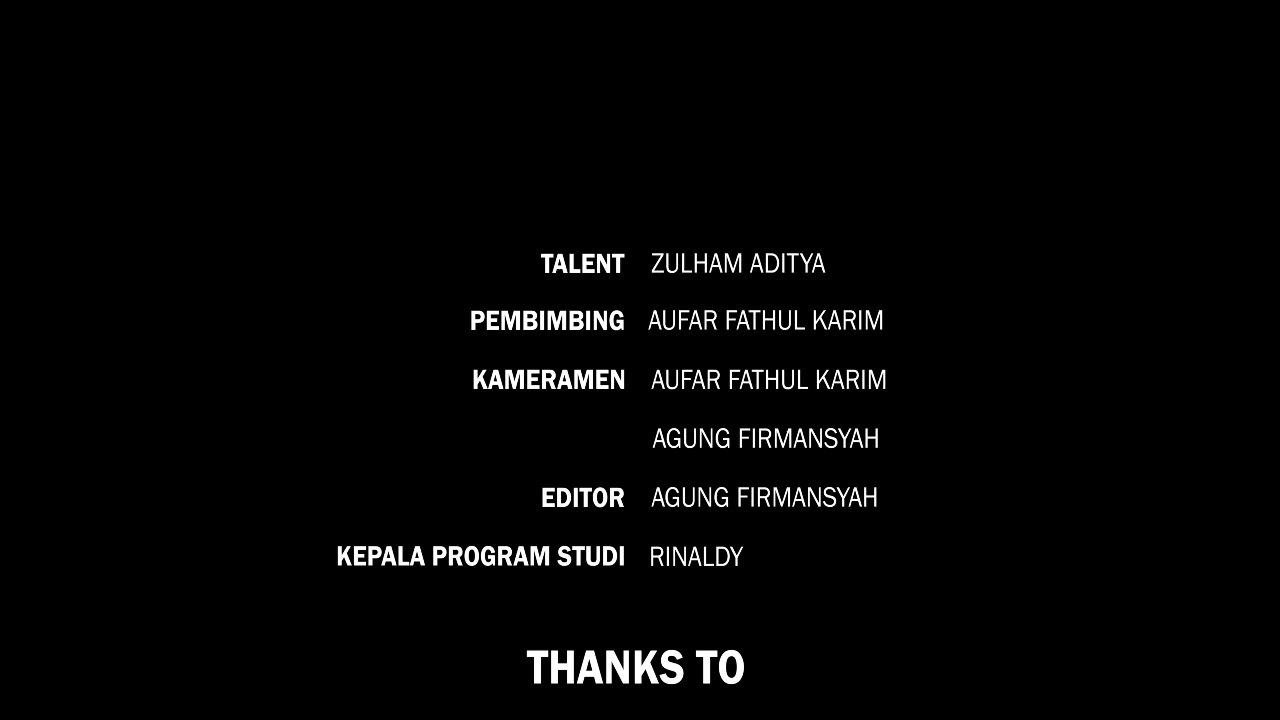 TALENT ZULHAM ADITYA
PEMBIMBING AUFAR FATHUL KARIM
KAMERAMEN AUFAR FATHUL KARIM
AGUNG FIRMANSYAH
EDITOR AGUNG FIRMANSYAH
KEPALA PROGRAM STUDI RINALDY
THANKS TO